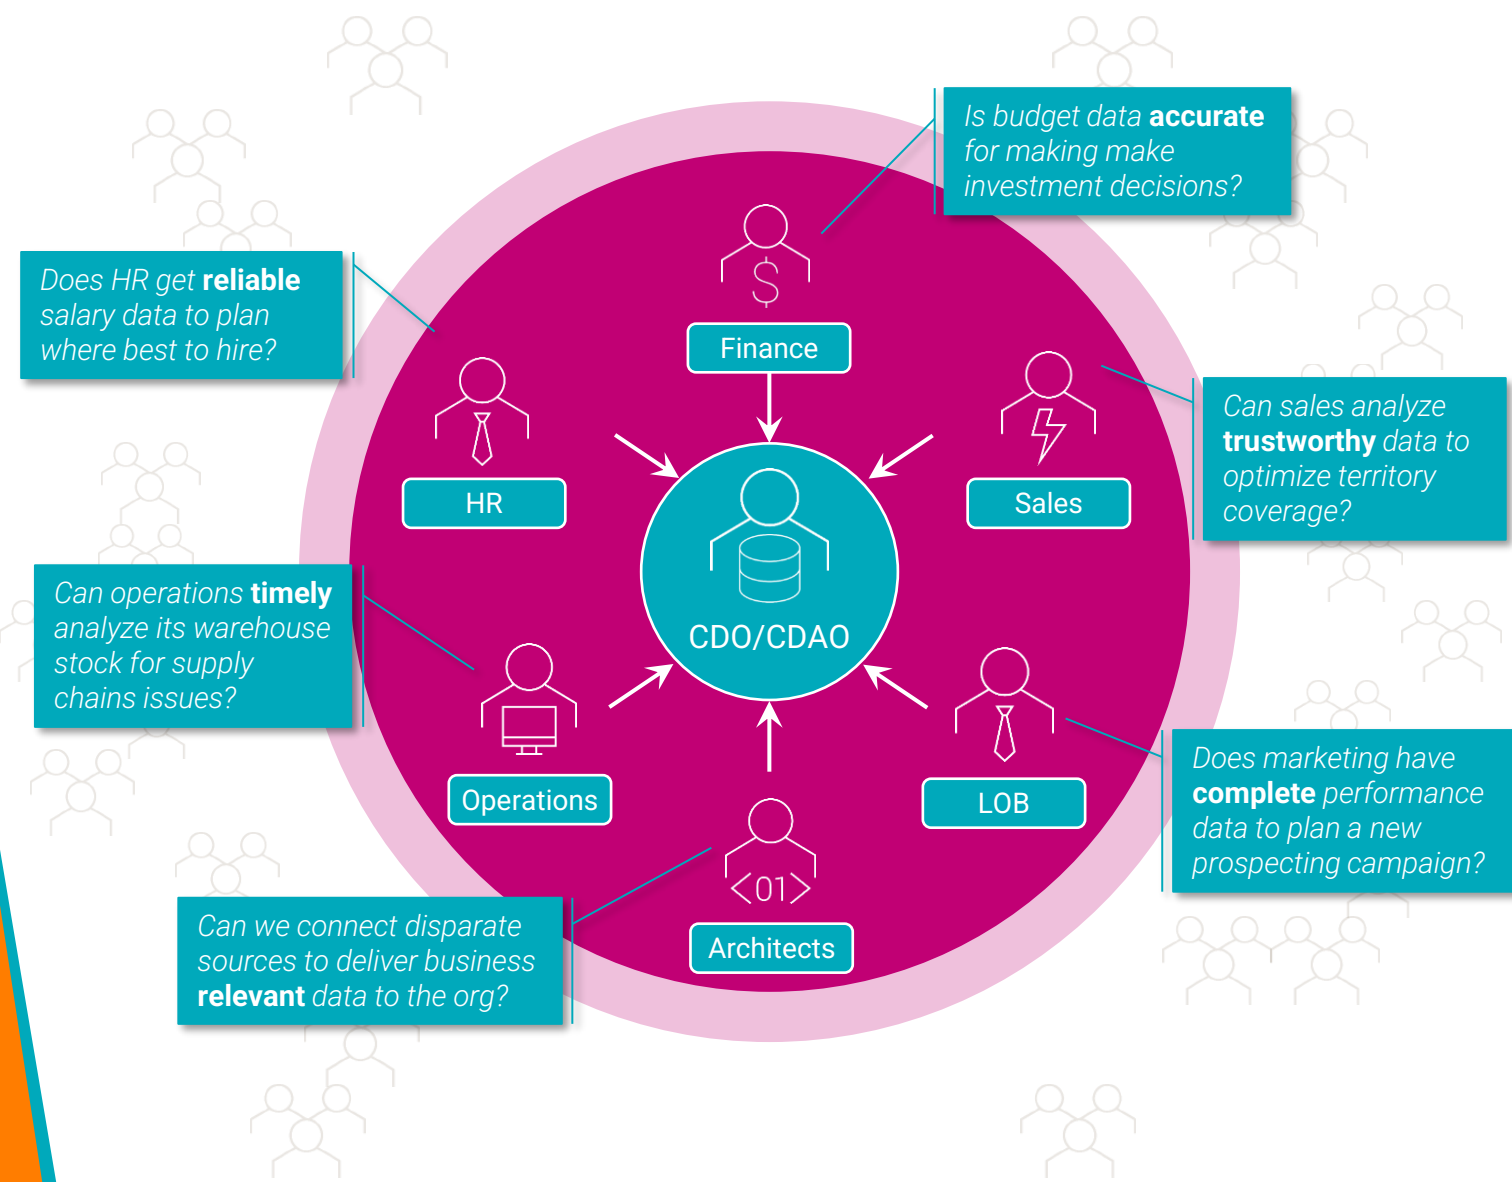 Is budget data accurate
for making make
investment decisions?
Does HR get reliable
salary data to plan
where best to hire?
$
Finance
Can sales analyze
trustworthy data to
optimize territory
coverage?
HR
Sales
CDO/CDAO
Can operations timely
analyze its warehouse
stock for supply
chains issues?
Operations
LOB
Does marketing have
complete performance
data to plan a new
prospecting campaign?
<01>
Architects
Can we connect disparate
sources to deliver business
relevant data to the org?